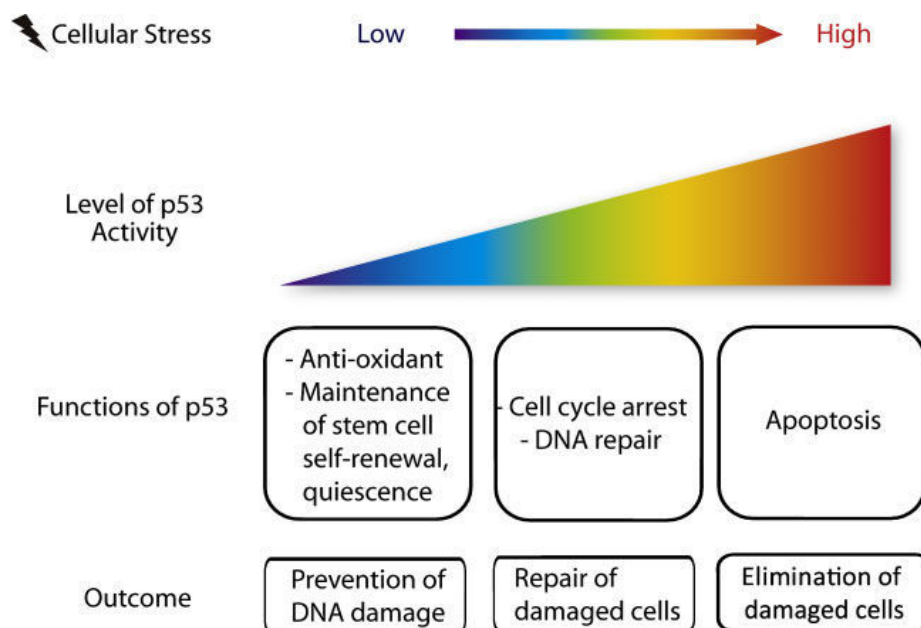 Cellular Stress Low High
Level of p53
Activity
Functions of p53
- Anti-oxidant
- Maintenance
of stem cell
self-renewal,
quiescence
- Cell cycle arrest
- DNA repair
Apoptosis
Outcome
Prevention of
DNA damage
Repair of
damaged cells
Elimination of
damaged cells